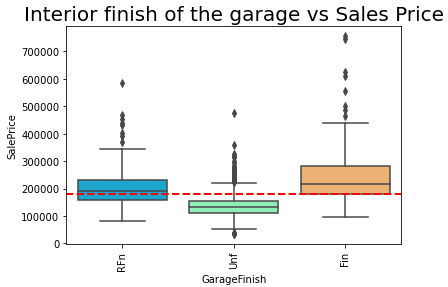 Interior finish of the garage vs Sales Price
700000
600000
500000
400000
300000
200000
100000
0
SalePrice
RFn
Unf
Fin
GarageFinish